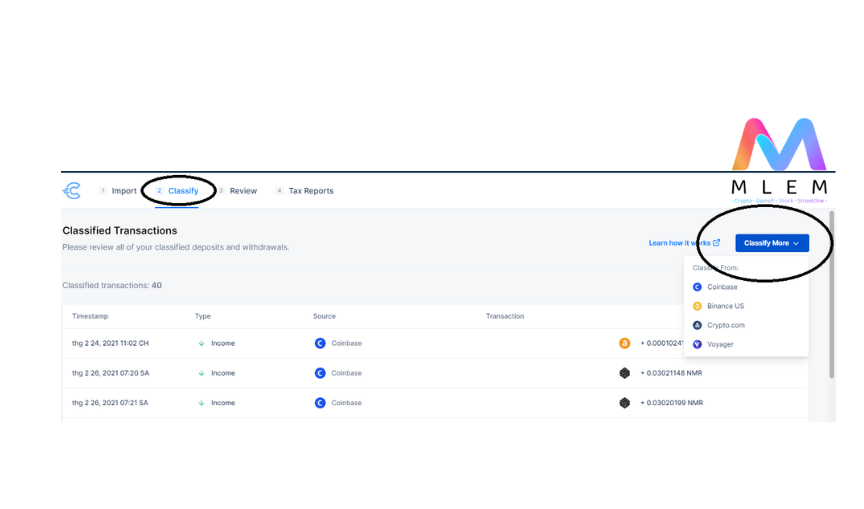 MLEM
-Crypto - Gamefi - Stock - StreetOne -
1 Import 2 Classify 3 Review 4 Tax Reports
Classified Transactions
Please review all of your classified deposits and withdrawals.
Learn how it works
Classify More
Classify From:
Coinbase
Binance US
Crypto.com
Voyager
Classified transactions: 40
Timestamp Type Source Transaction
thg 2 24, 2021 11:02 CH Income Coinbase + 0.00010241
thg 2 26, 2021 07:20 SA Income Coinbase + 0.03021148 NMR
thg 2 26, 2021 07:21 SA Income Coinbase + 0.03020199 NMR